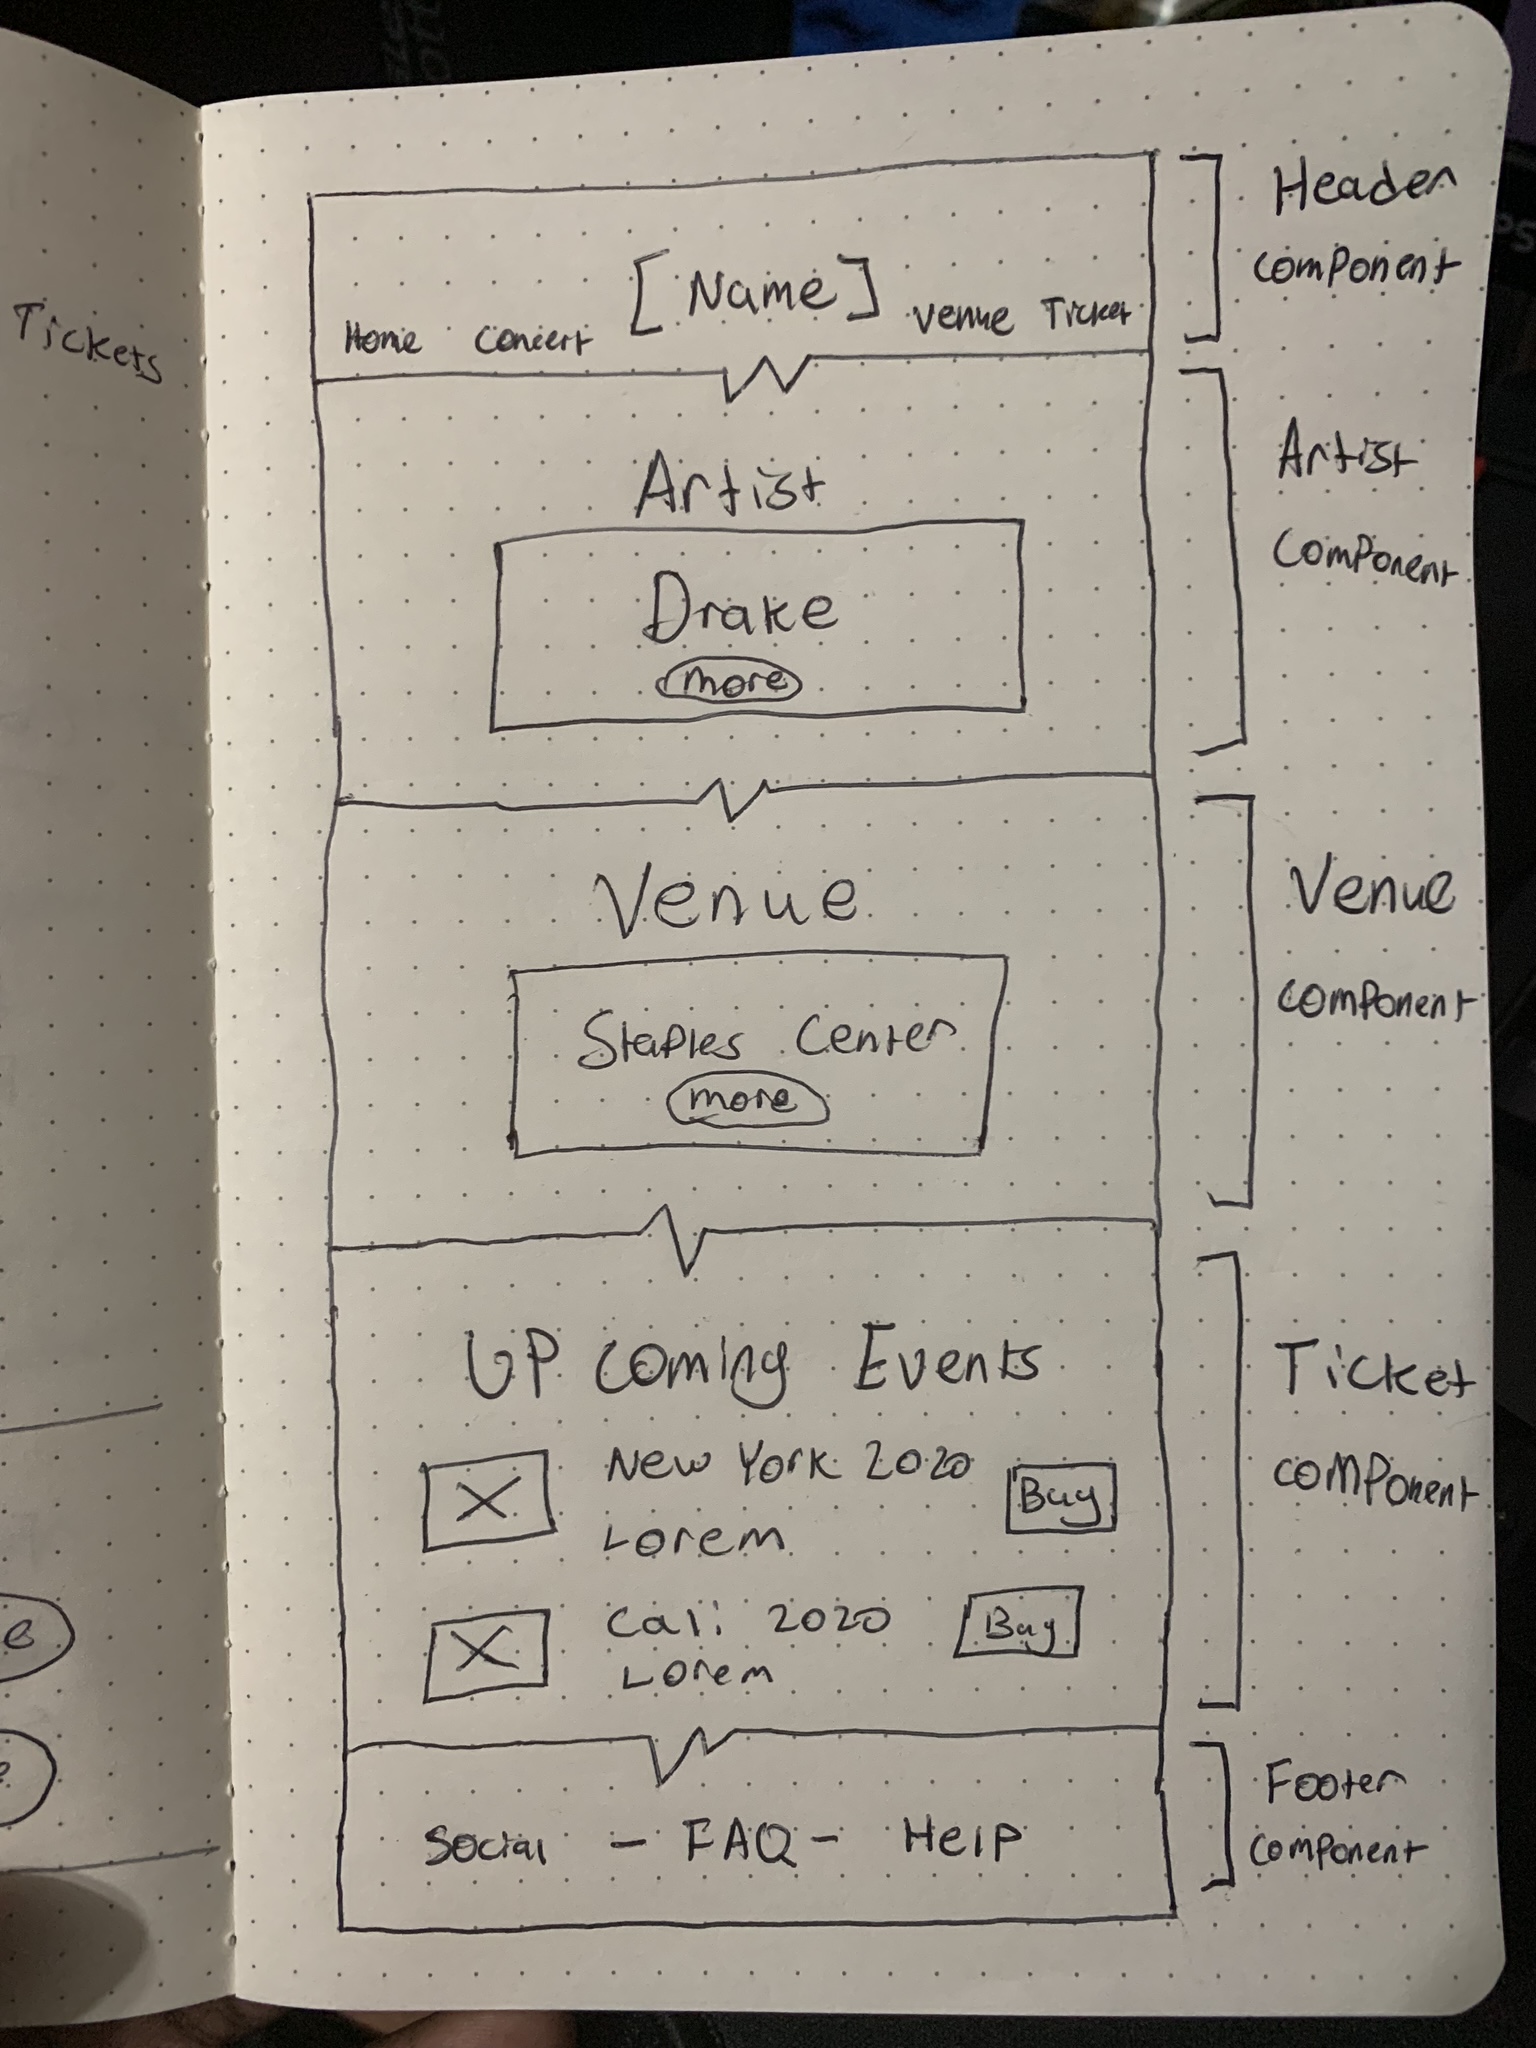 Tickets
Header
component
[Name]
Home Concert Venue Ticket
Artist
Artist
component
Drake
more
Venue
Venue
component
Staples Center
more
UP coming Events
Ticket
component
New York 2020
Buy
Lorem
Cali 2020
Buy
Lorem
Footer
component
Social - FAQ - Help